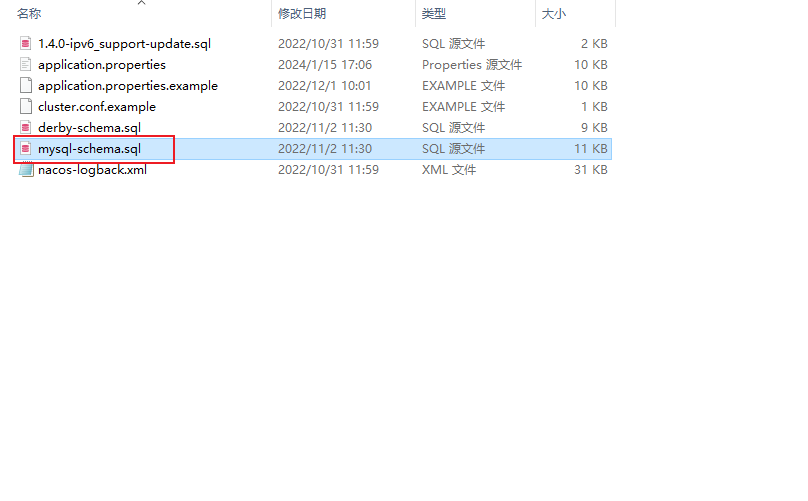 名称 修改日期 类型 大小
1.4.0-ipv6_support-update.sql 2022/10/31 11:59 SQL 源文件 2 KB
application.properties 2024/1/15 17:06 Properties 源文件 10 KB
application.properties.example 2022/12/1 10:01 EXAMPLE 文件 10 KB
cluster.conf.example 2022/10/31 11:59 EXAMPLE 文件 1 KB
derby-schema.sql 2022/11/2 11:30 SQL 源文件 9 KB
mysql-schema.sql 2022/11/2 11:30 SQL 源文件 11 KB
nacos-logback.xml 2022/10/31 11:59 XML 文件 31 KB